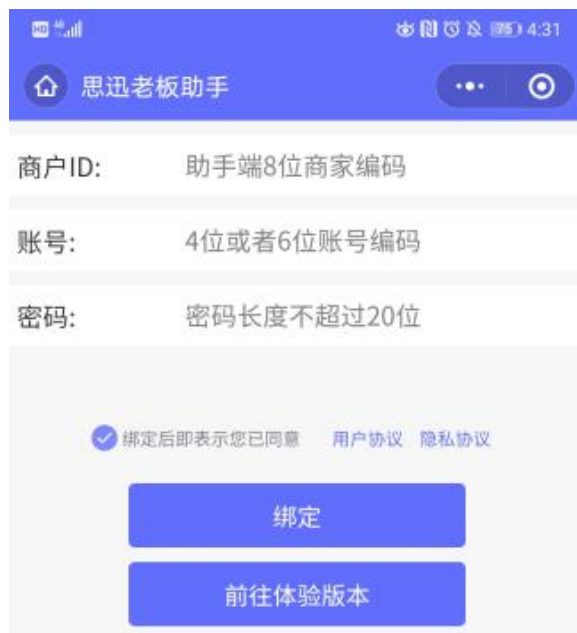 HD 4G 75 4:31
思迅老板助手
商户ID: 助手端8位商家编码
账号: 4位或者6位账号编码
密码: 密码长度不超过20位
绑定后即表示您已同意 用户协议 隐私协议
绑定
前往体验版本